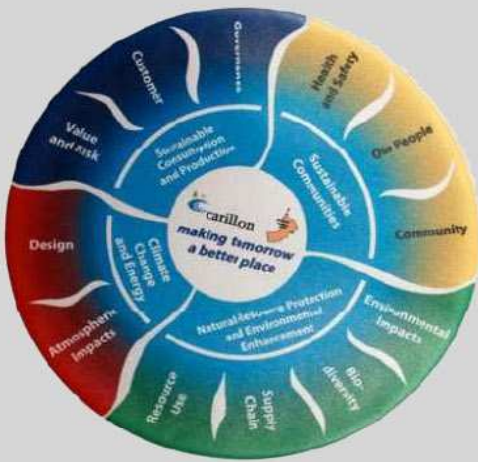 Governance
Customer
Value
and Risk
Sustainable
Consumption
and Production
Health
and Safety
Our People
Community
Sustainable
Communities
carillon
making tomorrow
a better place
Climate
Change
and Energy
Design
Atmospheric
Impacts
Natural Resource Protection
and Environmental
Enhancement
Resource
Use
Supply
Chain
Bio-
diversity
Environmental
Impacts